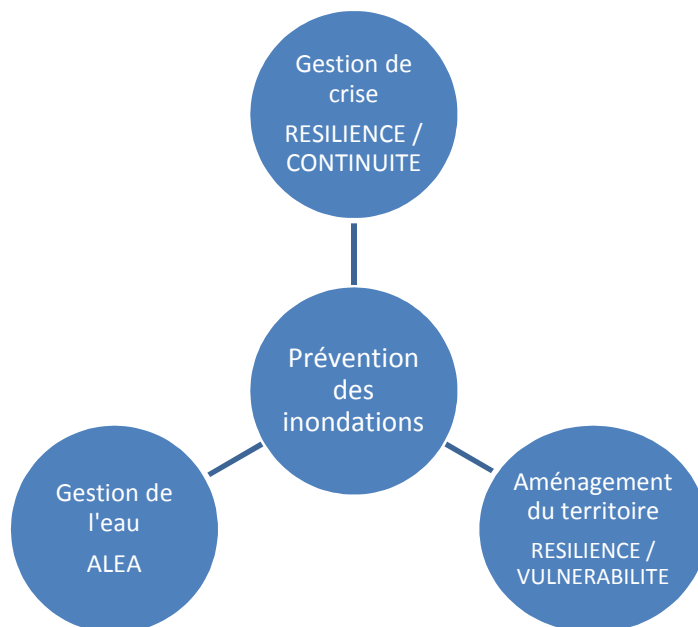 Gestion de
crise
RESILIENCE /
CONTINUITE
Prévention
des
inondations
Gestion de
l'eau
ALEA
Aménagement
du territoire
RESILIENCE /
VULNERABILITE